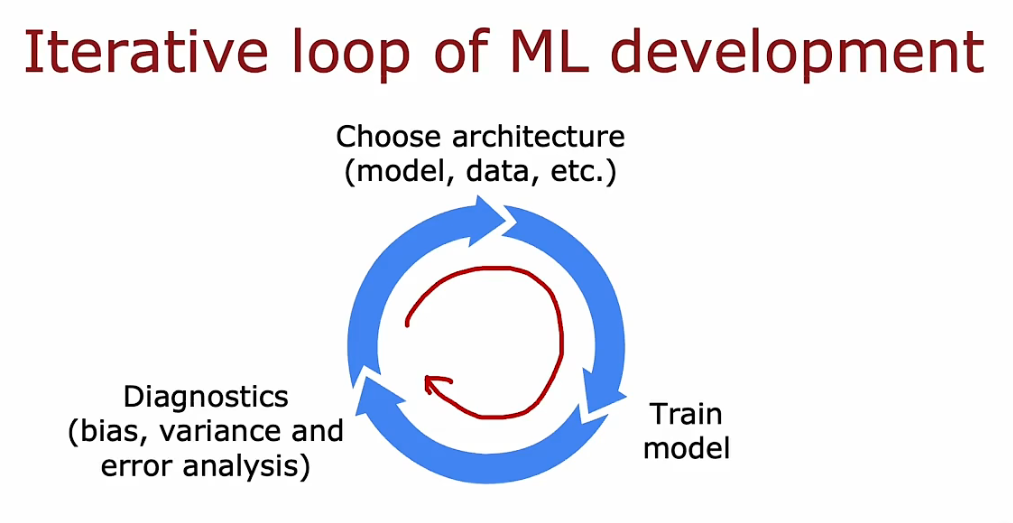 Iterative loop of ML development
Choose architecture
(model, data, etc.)
Train
model
Diagnostics
(bias, variance and
error analysis)